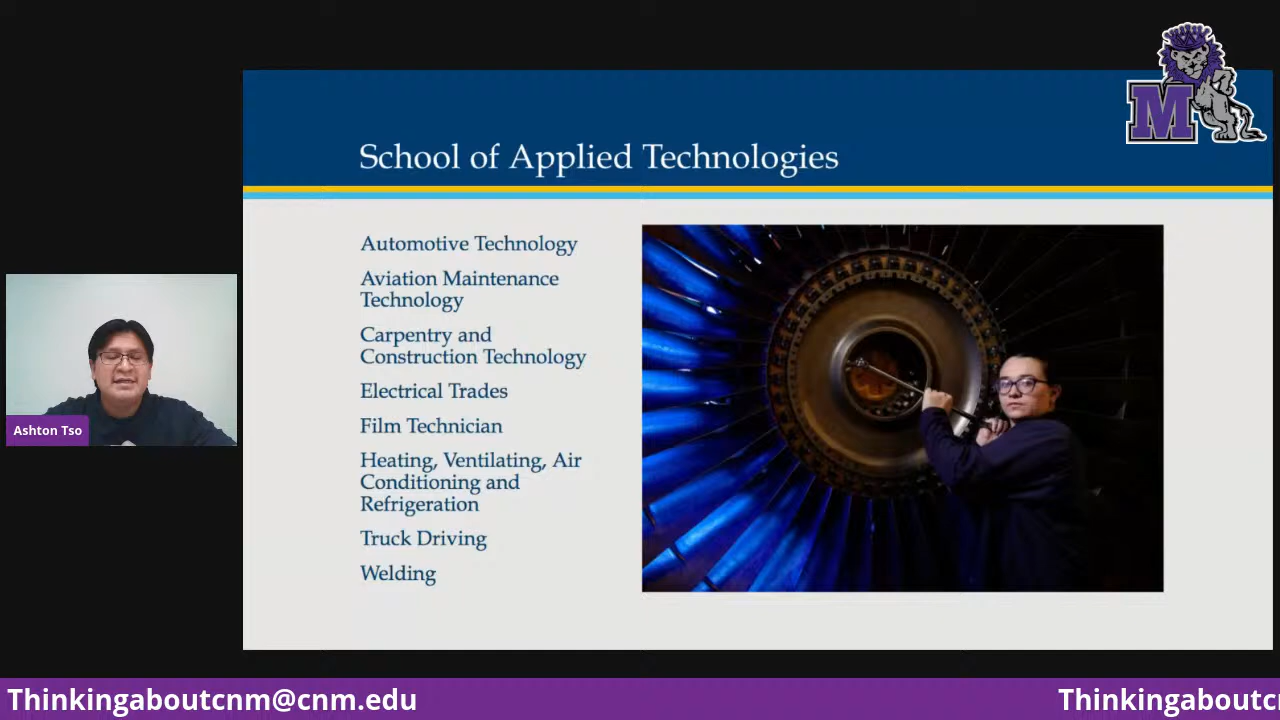 M
School of Applied Technologies
Automotive Technology
Aviation Maintenance
Technology
Carpentry and
Construction Technology
Electrical Trades
Film Technician
Heating, Ventilating, Air
Conditioning and
Refrigeration
Truck Driving
Welding
Ashton Tso
Thinkingaboutcnm@cnm.edu
Thinkingaboutc